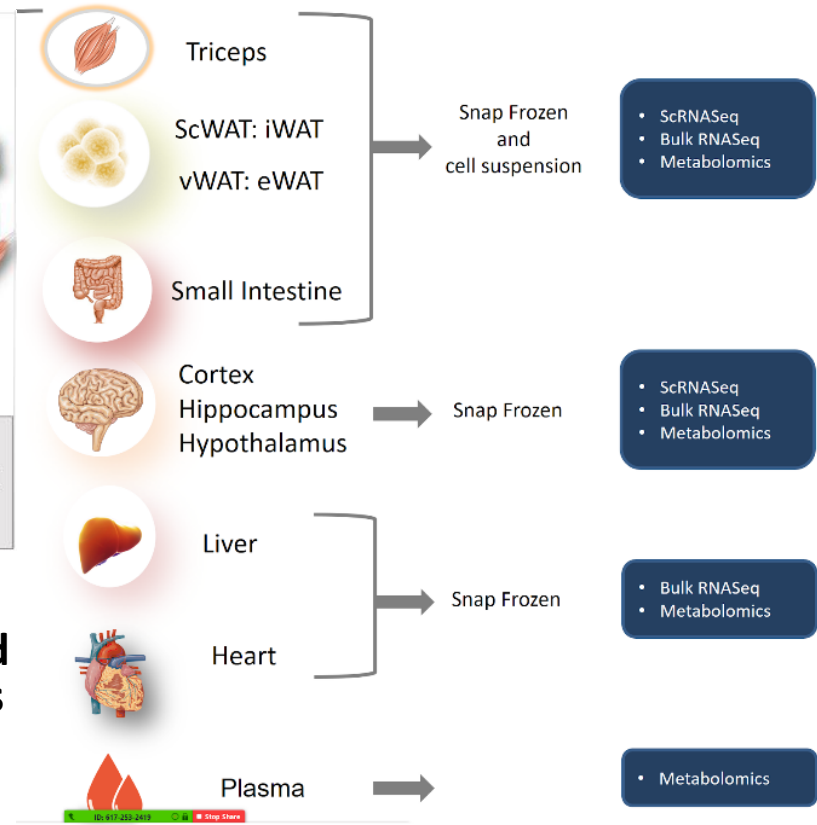 Triceps
ScWAT: iWAT
vWAT: eWAT
Small Intestine
Snap Frozen
and
cell suspension
• ScRNASeq
• Bulk RNASeq
• Metabolomics
Cortex
Hippocampus
Hypothalamus
Snap Frozen
• ScRNASeq
• Bulk RNASeq
• Metabolomics
Liver
Heart
Snap Frozen
• Bulk RNASeq
• Metabolomics
Plasma
• Metabolomics
ID: 617-253-2419
Stop Share